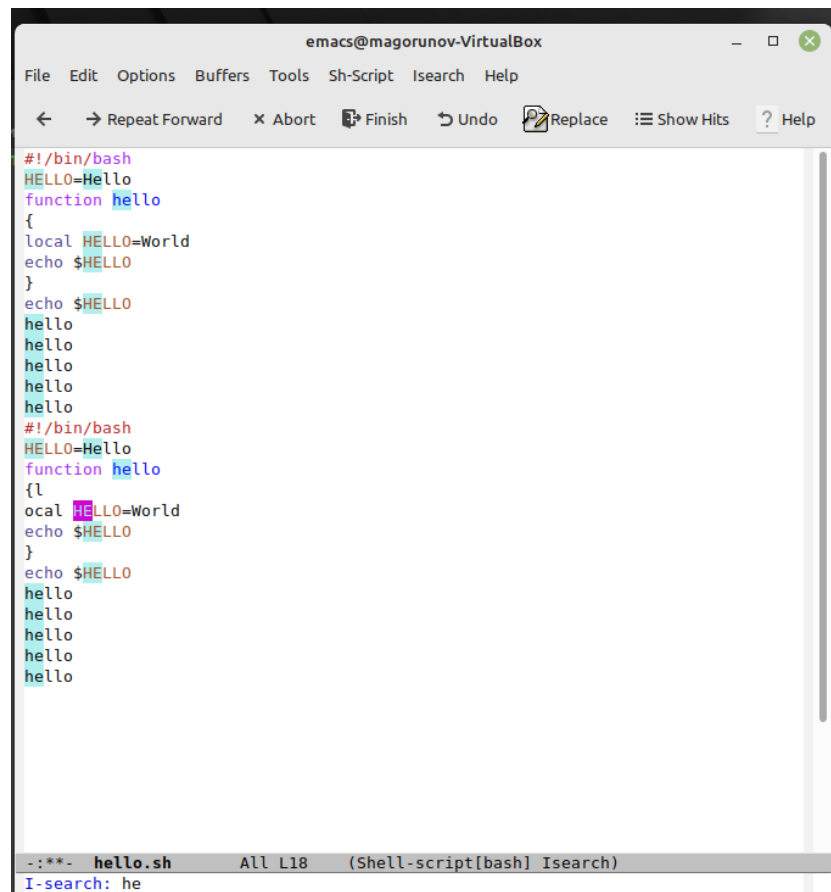 emacs@magorunov-VirtualBox
File Edit Options Buffers Tools Sh-Script Isearch Help
Repeat Forward Abort Finish Undo Replace Show Hits ? Help
#!/bin/bash
HELLO=Hello
function hello
{
local HELLO=World
echo $HELLO
}
echo $HELLO
hello
hello
hello
hello
hello
#!/bin/bash
HELLO=Hello
function hello
{l
ocal HELLO=World
echo $HELLO
}
echo $HELLO
hello
hello
hello
hello
hello
-:**- hello.sh All L18 (Shell-script[bash] Isearch)
I-search: he